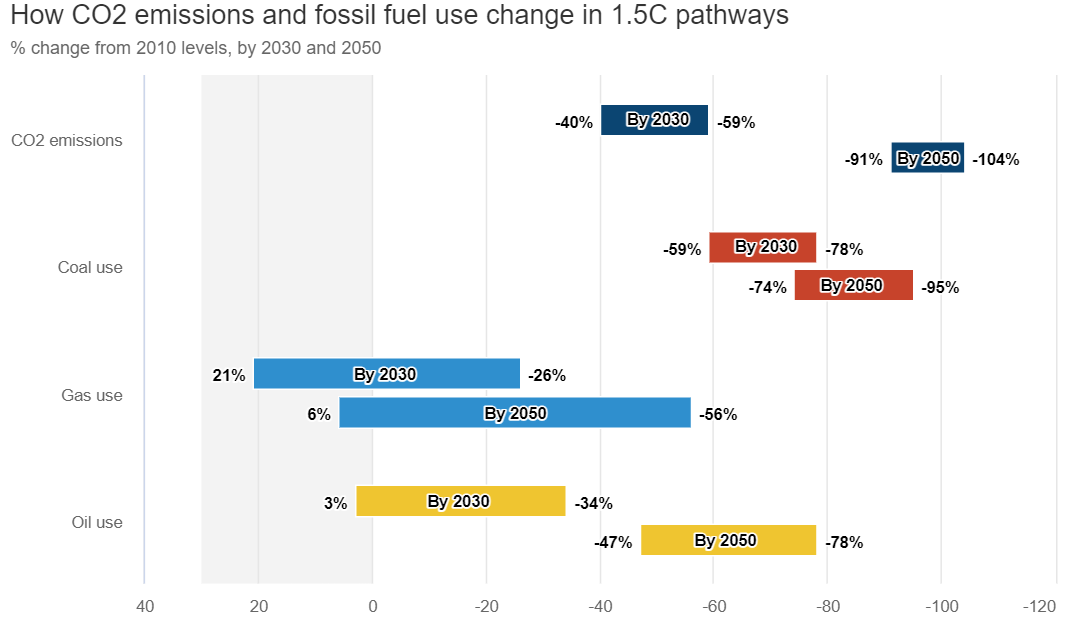 How CO2 emissions and fossil fuel use change in 1.5C pathways
% change from 2010 levels, by 2030 and 2050
-40% By 2030 -59%
CO2 emissions
-91% By 2050 -104%
-59% By 2030 -78%
Coal use
-74% By 2050 -95%
21% By 2030 -26%
Gas use
6% By 2050 -56%
3% By 2030 -34%
Oil use
-47% By 2050 -78%
40 20 0 -20 -40 -60 -80 -100 -120